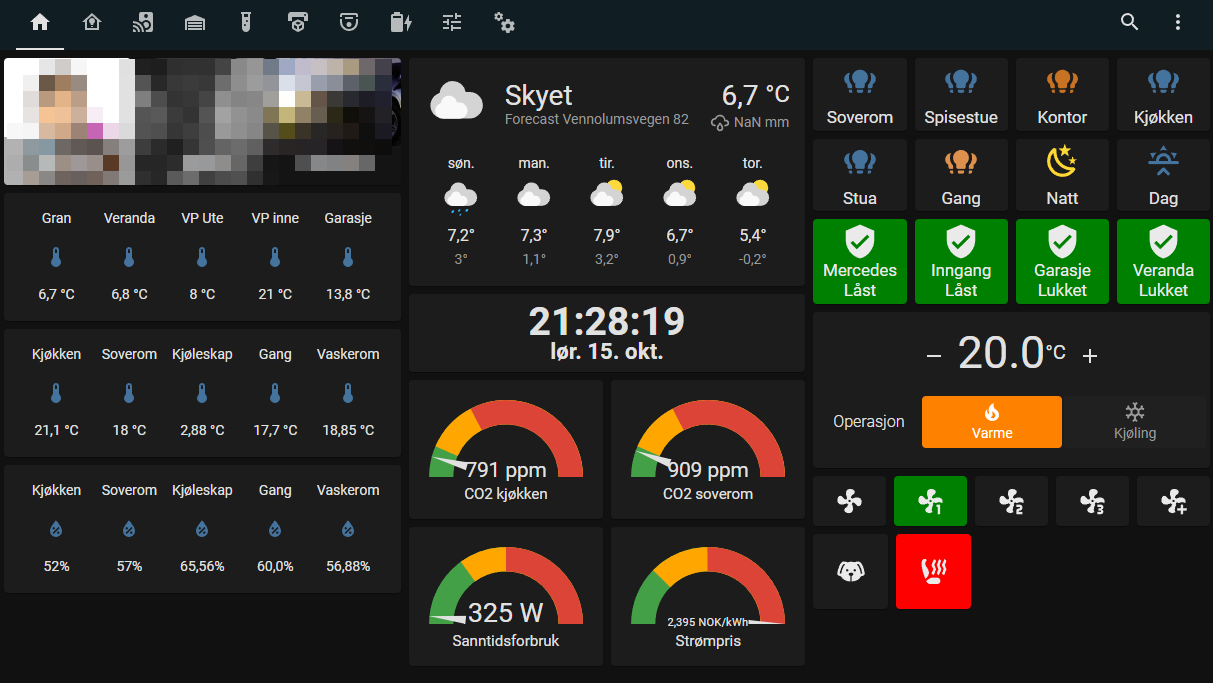 Skyet
6,7 °C
Forecast Vennolumsvegen 82
NaN mm
søn. man. tir. ons. tor.
7,2° 7,3° 7,9° 6,7° 5,4°
3° 1,1° 3,2° 0,9° -0,2°
21:28:19
lør. 15. okt.
791 ppm
CO2 kjøkken
909 ppm
CO2 soverom
325 W
Sanntidsforbruk
2,395 NOK/kWh
Strømpris
Gran Veranda VP Ute VP inne Garasje
6,7 °C 6,8 °C 8 °C 21 °C 13,8 °C
Kjøkken Soverom Kjøleskap Gang Vaskerom
21,1 °C 18 °C 2,88 °C 17,7 °C 18,85 °C
Kjøkken Soverom Kjøleskap Gang Vaskerom
52% 57% 65,56% 60,0% 56,88%
Soverom Spisestue Kontor Kjøkken
Stua Gang Natt Dag
Mercedes Inngang Garasje Veranda
Låst Låst Lukket Lukket
− 20.0 °C +
Operasjon
Varme
Kjøling
1 2 3 +